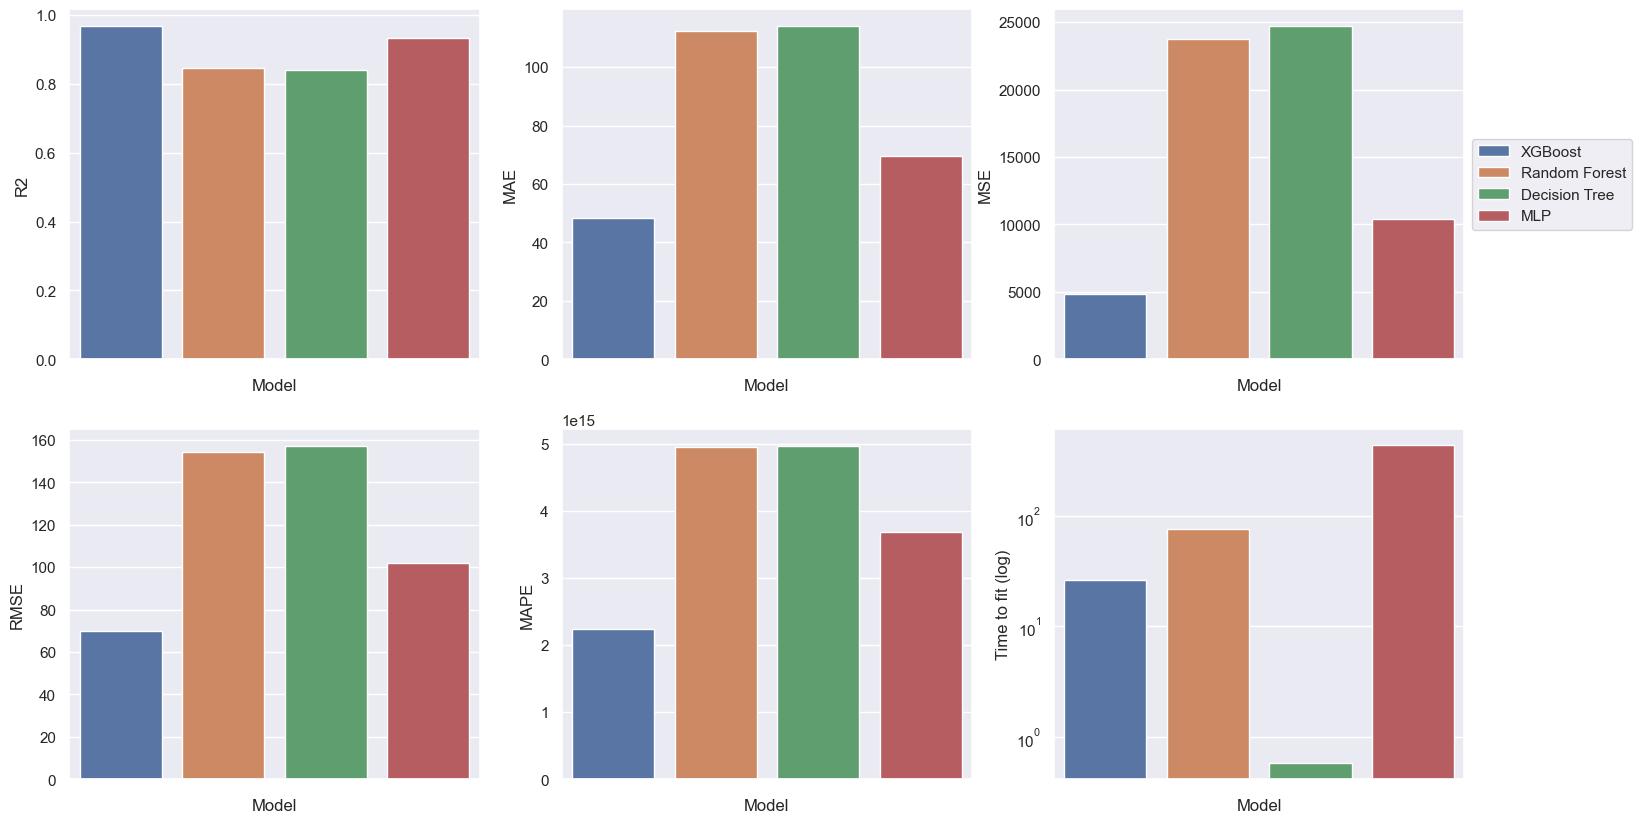 1.0
0.8
0.6
0.4
0.2
0.0
R2
Model
100
80
60
40
20
0
MAE
Model
25000
20000
15000
10000
5000
0
MSE
Model
XGBoost
Random Forest
Decision Tree
MLP
160
140
120
100
80
60
40
20
0
RMSE
Model
1e15
5
4
3
2
1
0
MAPE
Model
10²
10¹
10⁰
Time to fit (log)
Model